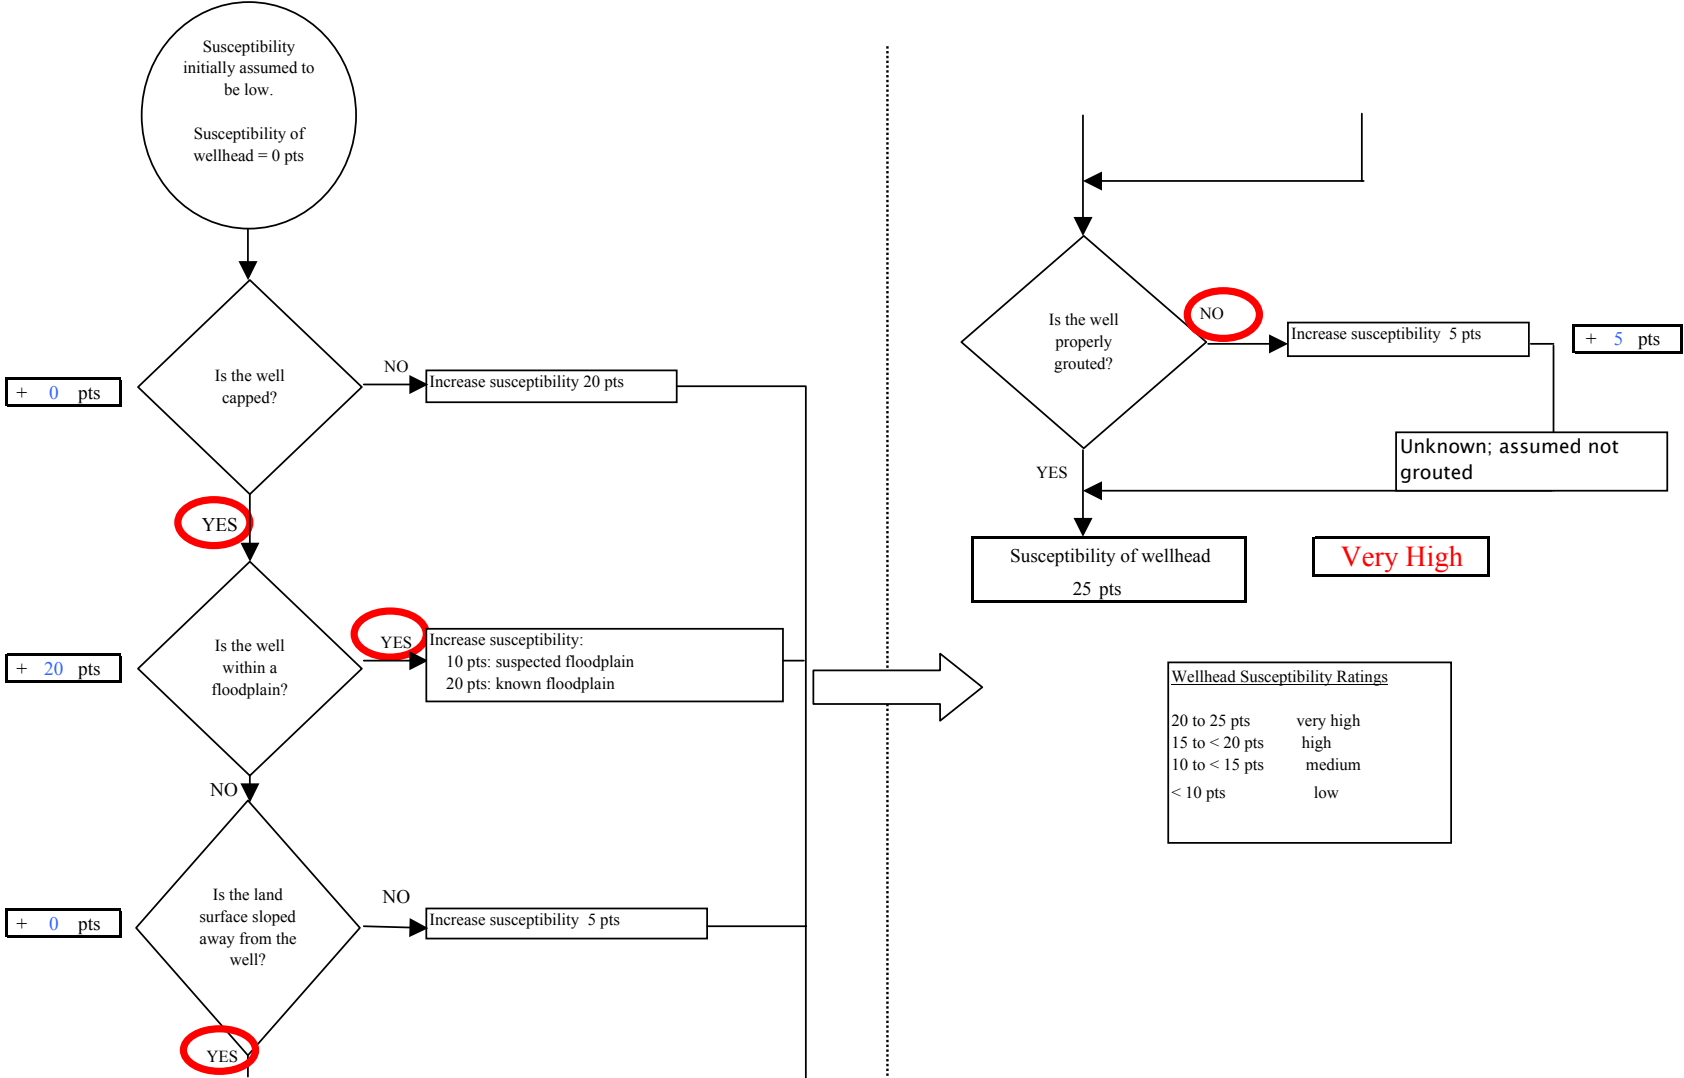 Susceptibility
initially assumed to
be low.
Susceptibility of
wellhead = 0 pts
Is the well
capped?
NO
Increase susceptibility 20 pts
+ 0 pts
YES
Is the well
within a
floodplain?
YES
Increase susceptibility:
10 pts: suspected floodplain
20 pts: known floodplain
+ 20 pts
NO
Is the land
surface sloped
away from the
well?
NO
Increase susceptibility 5 pts
+ 0 pts
YES
Is the well
properly
grouted?
NO
Increase susceptibility 5 pts
+ 5 pts
Unknown; assumed not
grouted
YES
Susceptibility of wellhead
25 pts
Very High
Wellhead Susceptibility Ratings
20 to 25 pts very high
15 to < 20 pts high
10 to < 15 pts medium
< 10 pts low